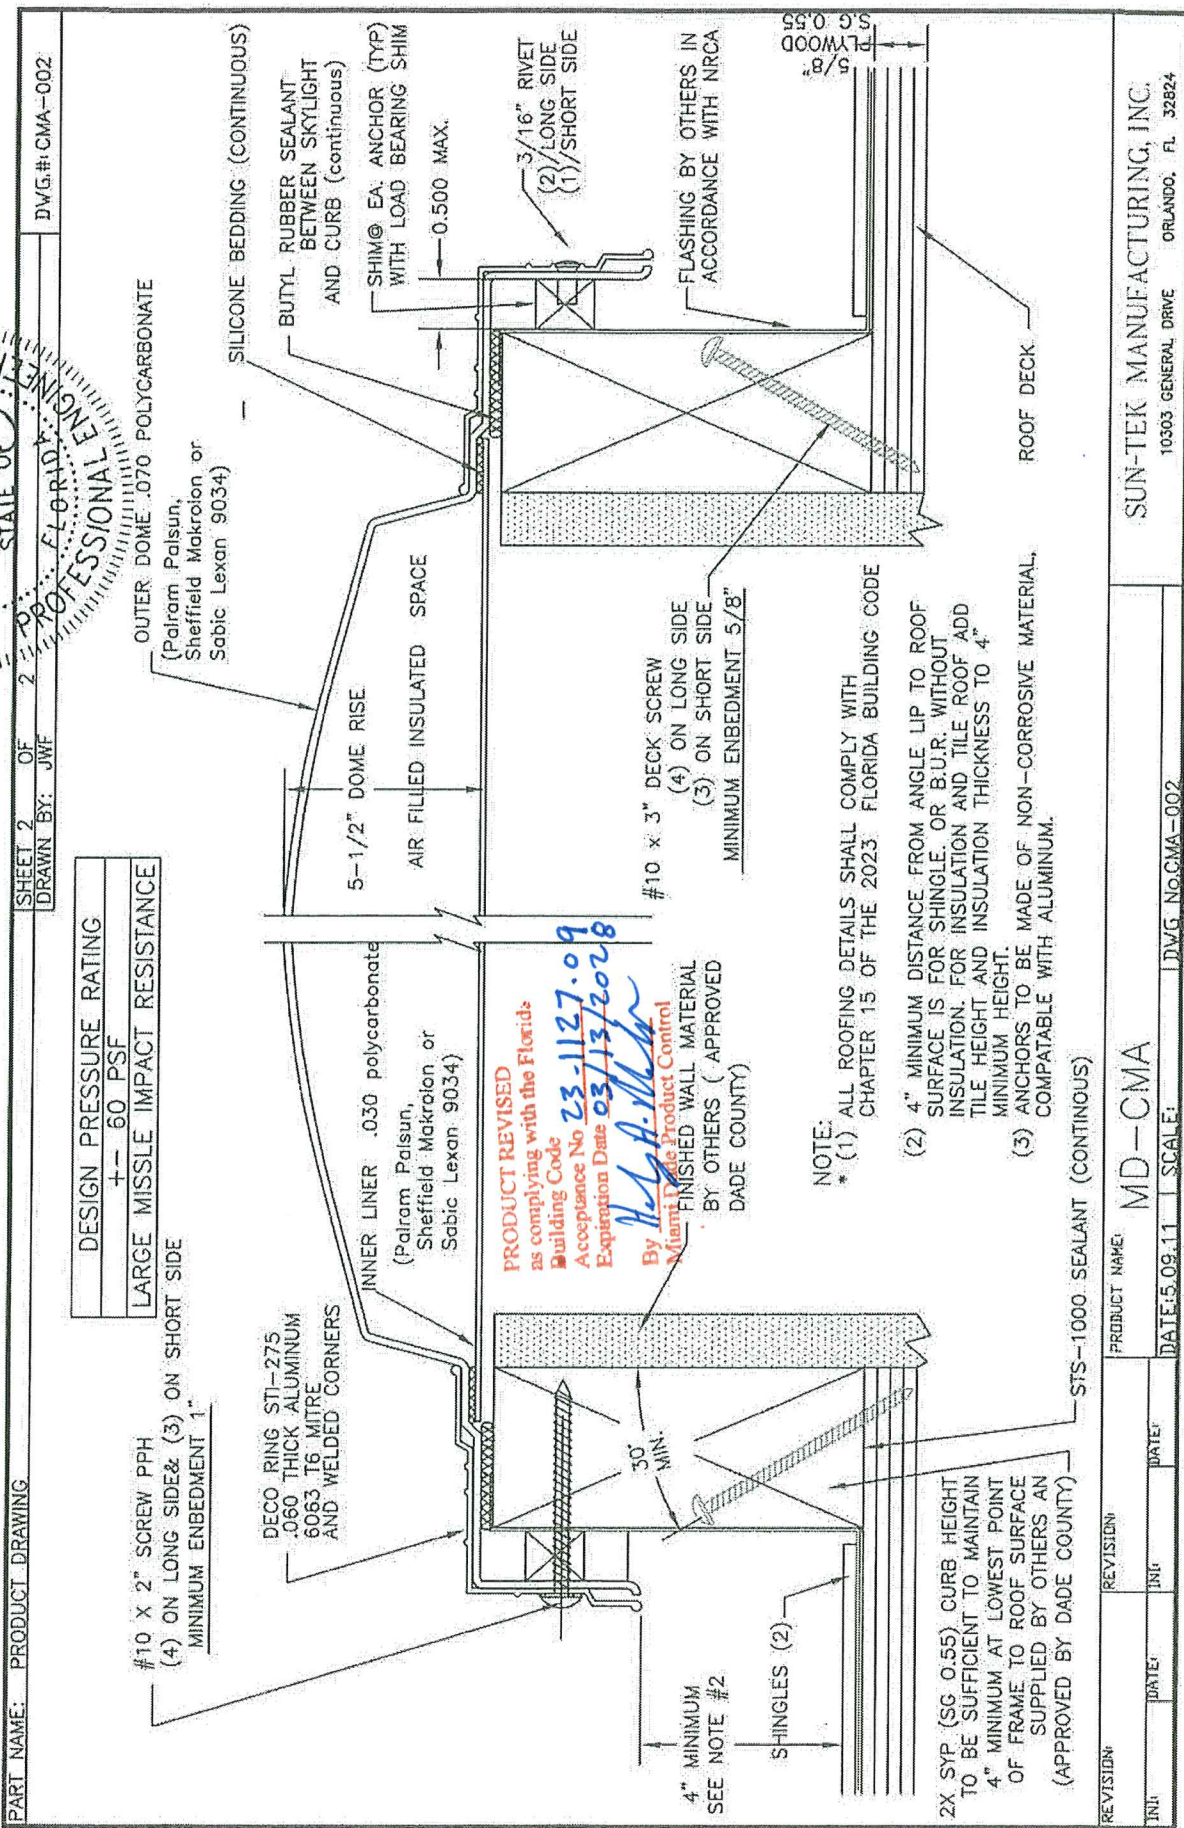 PART NAME: PRODUCT DRAWING
SHEET 2 OF 2
DRAWN BY: JWF
DWG.#: CMA-002
STATE OF
FLORIDA
PROFESSIONAL ENGINEER
DESIGN PRESSURE RATING
+- 60 PSF
LARGE MISSLE IMPACT RESISTANCE
#10 X 2" SCREW PPH
(4) ON LONG SIDE& (3) ON SHORT SIDE
MINIMUM ENBEDMENT 1"
DECO RING STI-275
.060 THICK ALUMINUM
6063 T6 MITRE
AND WELDED CORNERS
INNER LINER .030 polycarbonate
(Palram Palsun,
Sheffield Makrolon or
Sabic Lexan 9034)
OUTER DOME .070 POLYCARBONATE
(Palram Palsun,
Sheffield Makrolon or
Sabic Lexan 9034)
5-1/2" DOME RISE
AIR FILLED INSULATED SPACE
SILICONE BEDDING (CONTINUOUS)
BUTYL RUBBER SEALANT
BETWEEN SKYLIGHT
AND CURB (continuous)
SHIM@ EA. ANCHOR (TYP)
WITH LOAD BEARING SHIM
0.500 MAX.
3/16" RIVET
(2)/LONG SIDE
(1)/SHORT SIDE
FLASHING BY OTHERS IN
ACCORDANCE WITH NRCA
5/8"
PLYWOOD
S.G 0.55
ROOF DECK
#10 x 3" DECK SCREW
(4) ON LONG SIDE
(3) ON SHORT SIDE
MINIMUM ENBEDMENT 5/8"
PRODUCT REVISED
as complying with the Florida
Building Code
Acceptance No 23-1127.09
Expiration Date 03/13/2028
By
Miami Dade Product Control
FINISHED WALL MATERIAL
BY OTHERS ( APPROVED
DADE COUNTY)
30°
MIN.
4" MINIMUM
SEE NOTE #2
SHINGLES (2)
2X SYP (SG 0.55) CURB HEIGHT
TO BE SUFFICIENT TO MAINTAIN
4" MINIMUM AT LOWEST POINT
OF FRAME TO ROOF SURFACE
SUPPLIED BY OTHERS AN
(APPROVED BY DADE COUNTY)
STS-1000 SEALANT (CONTINOUS)
NOTE:
* (1) ALL ROOFING DETAILS SHALL COMPLY WITH
CHAPTER 15 OF THE 2023 FLORIDA BUILDING CODE
(2) 4" MINIMUM DISTANCE FROM ANGLE LIP TO ROOF
SURFACE IS FOR SHINGLE. OR B.U.R. WITHOUT
INSULATION. FOR INSULATION AND TILE ROOF ADD
TILE HEIGHT AND INSULATION THICKNESS TO 4"
MINIMUM HEIGHT.
(3) ANCHORS TO BE MADE OF NON-CORROSIVE MATERIAL,
COMPATABLE WITH ALUMINUM.
REVISION:
INI: DATE:
REVISION:
INI: DATE:
PRODUCT NAME: MD-CMA
DATE:5.09.11 SCALE: DWG No.CMA-002
SUN-TEK MANUFACTURING, INC.
10303 GENERAL DRIVE ORLANDO, FL 32824